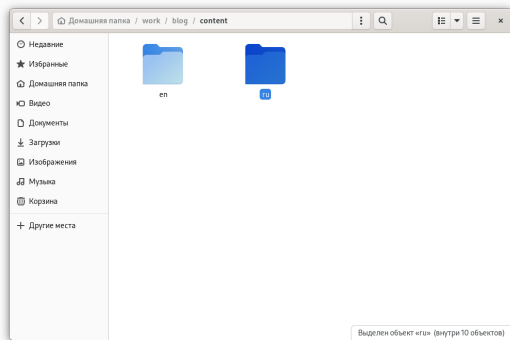 Домашняя папка / work / blog / content
Недавние
Избранные
Домашняя папка
Видео
Документы
Загрузки
Изображения
Музыка
Корзина
Другие места
en
ru
Выделен объект «ru» (внутри 10 объектов)